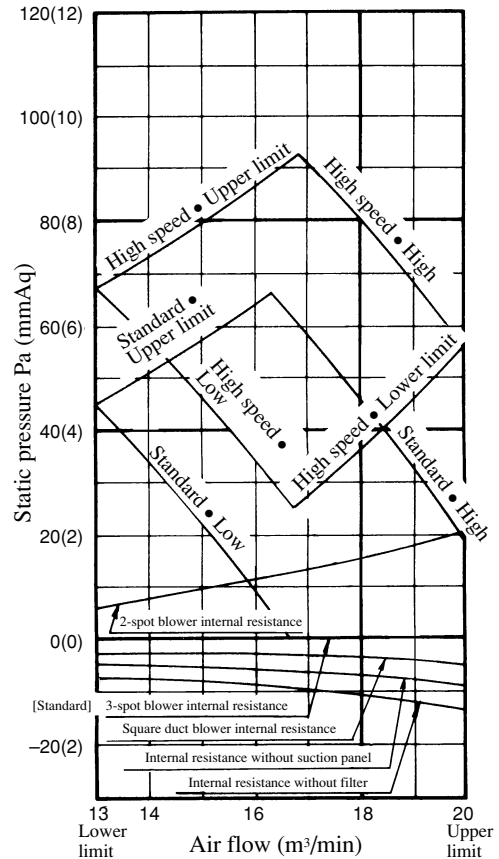 120(12)
100(10)
80(8)
60(6)
40(4)
20(2)
0(0)
−20(2)
Static pressure Pa (mmAq)
High speed ● Upper limit
High speed ● High
Standard ● Upper limit
High speed ● Low
High speed ● Lower limit
Standard ● Low
Standard ● High
2-spot blower internal resistance
[Standard] 3-spot blower internal resistance
Square duct blower internal resistance
Internal resistance without suction panel
Internal resistance without filter
13 14 16 18 20
Lower limit
Air flow (m³/min)
Upper limit